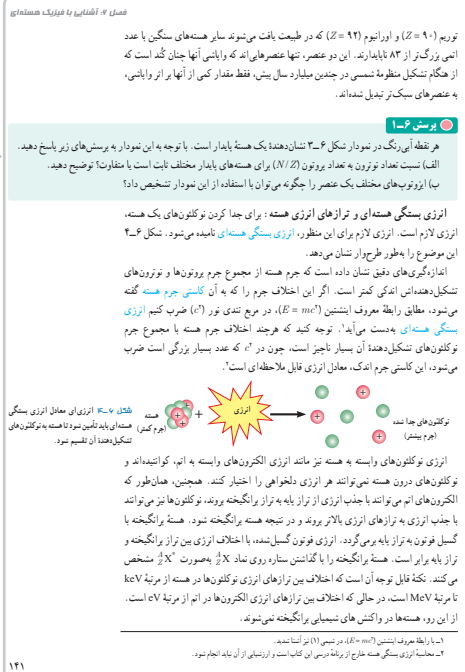 فصل ۶: آشنایی با فیزیک هسته‌ای
توریم (Z = ۹۰) و اورانیوم (Z = ۹۲) که در طبیعت یافت می‌شوند سایر هسته‌های سنگین با عدد
اتمی بزرگ‌تر از ۸۳ ناپایدارند. این دو عنصر، تنها عنصرهایی‌اند که واپاشی آنها چنان کُند است که
از هنگام تشکیل منظومهٔ شمسی در چندین میلیارد سال پیش، فقط مقدار کمی از آنها بر اثر واپاشی،
به عنصرهای سبک‌تر تبدیل شده‌اند.
پرسش ۶–۱
هر نقطه آبی‌رنگ در نمودار شکل ۶–۳ نشان‌دهندهٔ یک هستهٔ پایدار است. با توجه به این نمودار به پرسش‌های زیر پاسخ دهید.
الف) نسبت تعداد نوترون به تعداد پروتون (N/Z) برای هسته‌های پایدار مختلف ثابت است یا متفاوت؟ توضیح دهید.
ب) ایزوتوپ‌های مختلف یک عنصر را چگونه می‌توان با استفاده از این نمودار تشخیص داد؟
انرژی بستگی هسته‌ای و ترازهای انرژی هسته : برای جدا کردن نوکلئون‌های یک هسته،
انرژی لازم است. انرژی لازم برای این منظور، انرژی بستگی هسته‌ای نامیده می‌شود. شکل ۶–۴
این موضوع را به‌طور طرح‌وار نشان می‌دهد.
اندازه‌گیری‌های دقیق نشان داده است که جرم هسته از مجموع جرم پروتون‌ها و نوترون‌های
تشکیل‌دهنده‌اش اندکی کمتر است. اگر این اختلاف جرم را که به آن کاستی جرم هسته گفته
می‌شود، مطابق رابطهٔ معروف اینشتین (E = mc²)، در مربع تندی نور (c²) ضرب کنیم انرژی
بستگی هسته‌ای به‌دست می‌آید۱. توجه کنید که هرچند اختلاف جرم هسته با مجموع جرم
نوکلئون‌های تشکیل‌دهندهٔ آن بسیار ناچیز است، چون در c² که عدد بسیار بزرگی است ضرب
می‌شود، این کاستی جرم اندک، معادل انرژی قابل ملاحظه‌ای است۲.
شکل ۶–۴ انرژی‌ای معادل انرژی بستگی
هسته‌ای باید تأمین شود تا هسته به نوکلئون‌های
تشکیل‌دهندهٔ آن تقسیم شود.
هسته
(جرم کمتر)
+
انرژی
نوکلئون‌های جدا شده
(جرم بیشتر)
انرژی نوکلئون‌های وابسته به هسته نیز مانند انرژی الکترون‌های وابسته به اتم، کوانتیده‌اند و
نوکلئون‌های درون هسته نمی‌توانند هر انرژی دلخواهی را اختیار کنند. همچنین، همان‌طور که
الکترون‌های اتم می‌توانند با جذب انرژی از تراز پایه به تراز برانگیخته بروند، نوکلئون‌ها نیز می‌توانند
با جذب انرژی به ترازهای انرژی بالاتر بروند و در نتیجه هسته برانگیخته شود. هستهٔ برانگیخته با
گسیل فوتون به تراز پایه برمی‌گردد. انرژی فوتون گسیل‌شده، با اختلاف انرژی بین تراز برانگیخته و
تراز پایه برابر است. هستهٔ برانگیخته را با گذاشتن ستاره روی نماد ᴬ_Z X به‌صورت ᴬ_Z X* مشخص
می‌کنند. نکتهٔ قابل توجه آن است که اختلاف بین ترازهای انرژی نوکلئون‌ها در هسته از مرتبهٔ keV
تا مرتبهٔ MeV است، در حالی که اختلاف بین ترازهای انرژی الکترون‌ها در اتم از مرتبهٔ eV است.
از این رو، هسته‌ها در واکنش های شیمیایی برانگیخته نمی‌شوند.
۱ــ با رابطهٔ معروف اینشتین (E = mc²)، در شیمی (۱) نیز آشنا شدید.
۲ــ محاسبهٔ انرژی بستگی هسته خارج از برنامهٔ درسی این کتاب است و ارزشیابی از آن نباید انجام شود.
۱۴۱